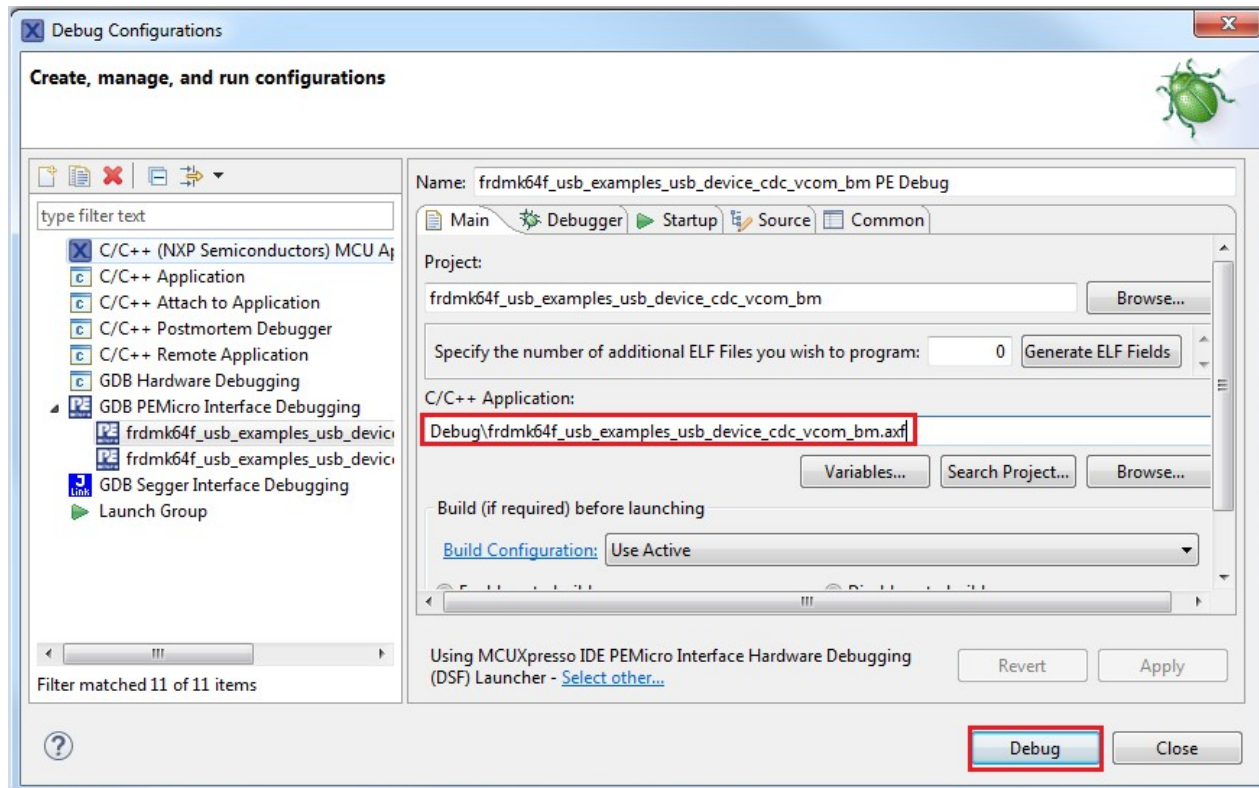 Debug Configurations
Create, manage, and run configurations
type filter text
C/C++ (NXP Semiconductors) MCU Ap
C/C++ Application
C/C++ Attach to Application
C/C++ Postmortem Debugger
C/C++ Remote Application
GDB Hardware Debugging
GDB PEMicro Interface Debugging
frdmk64f_usb_examples_usb_device
frdmk64f_usb_examples_usb_device
GDB Segger Interface Debugging
Launch Group
Filter matched 11 of 11 items
Name: frdmk64f_usb_examples_usb_device_cdc_vcom_bm PE Debug
Main Debugger Startup Source Common
Project:
frdmk64f_usb_examples_usb_device_cdc_vcom_bm Browse...
Specify the number of additional ELF Files you wish to program: 0 Generate ELF Fields
C/C++ Application:
Debug\frdmk64f_usb_examples_usb_device_cdc_vcom_bm.axf
Variables... Search Project... Browse...
Build (if required) before launching
Build Configuration: Use Active
Using MCUXpresso IDE PEMicro Interface Hardware Debugging
(DSF) Launcher - Select other...
Revert Apply
Debug Close